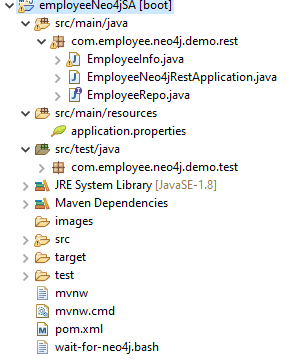 employeeNeo4jSA [boot]
src/main/java
com.employee.neo4j.demo.rest
EmployeeInfo.java
EmployeeNeo4jRestApplication.java
EmployeeRepo.java
src/main/resources
application.properties
src/test/java
com.employee.neo4j.demo.test
JRE System Library [JavaSE-1.8]
Maven Dependencies
images
src
target
test
mvnw
mvnw.cmd
pom.xml
wait-for-neo4j.bash